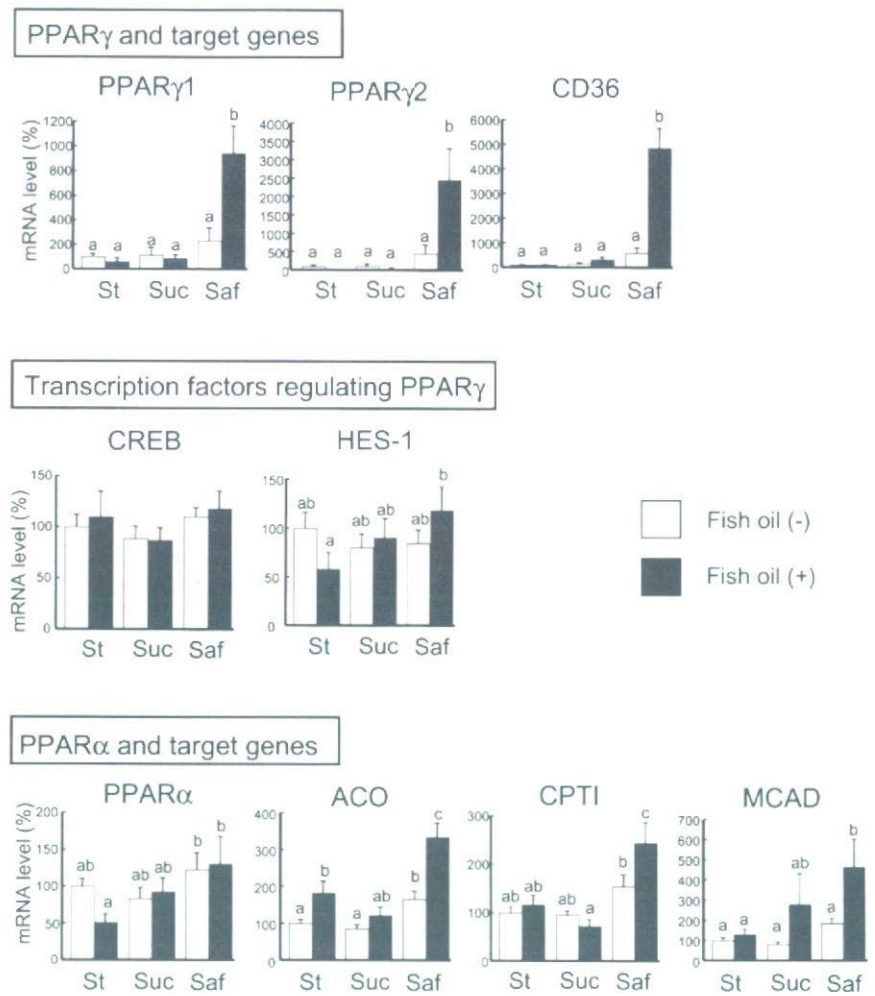 PPARγ and target genes
PPARγ1 PPARγ2 CD36
mRNA level (%)
1200
1000
800
600
400
200
0
a a a a a b
St Suc Saf
4000
3500
3000
2500
2000
1500
1000
500
0
a a a a a b
St Suc Saf
6000
5000
4000
3000
2000
1000
0
a a a a a b
St Suc Saf
Transcription factors regulating PPARγ
CREB HES-1
mRNA level (%)
150
100
50
0
St Suc Saf
150
100
50
0
ab a ab ab ab b
St Suc Saf
Fish oil (-)
Fish oil (+)
PPARα and target genes
PPARα ACO CPTI MCAD
mRNA level (%)
200
150
100
50
0
ab a ab ab b b
St Suc Saf
400
300
200
100
0
a b a ab b c
St Suc Saf
300
200
100
0
ab ab ab a b c
St Suc Saf
700
600
500
400
300
200
100
0
a a a ab a b
St Suc Saf